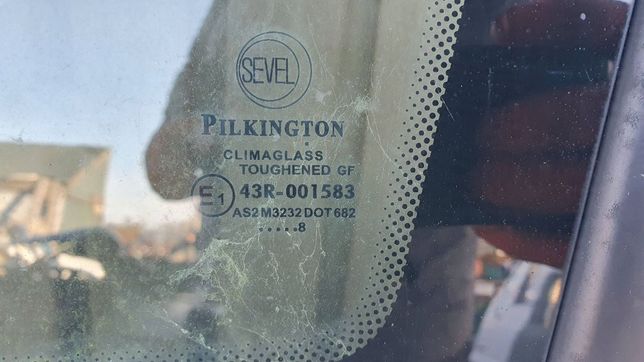 SEVEL
PILKINGTON
CLIMAGLASS
TOUGHENED GF
E1 43R-001583
AS2 M3232 DOT 682
.....8